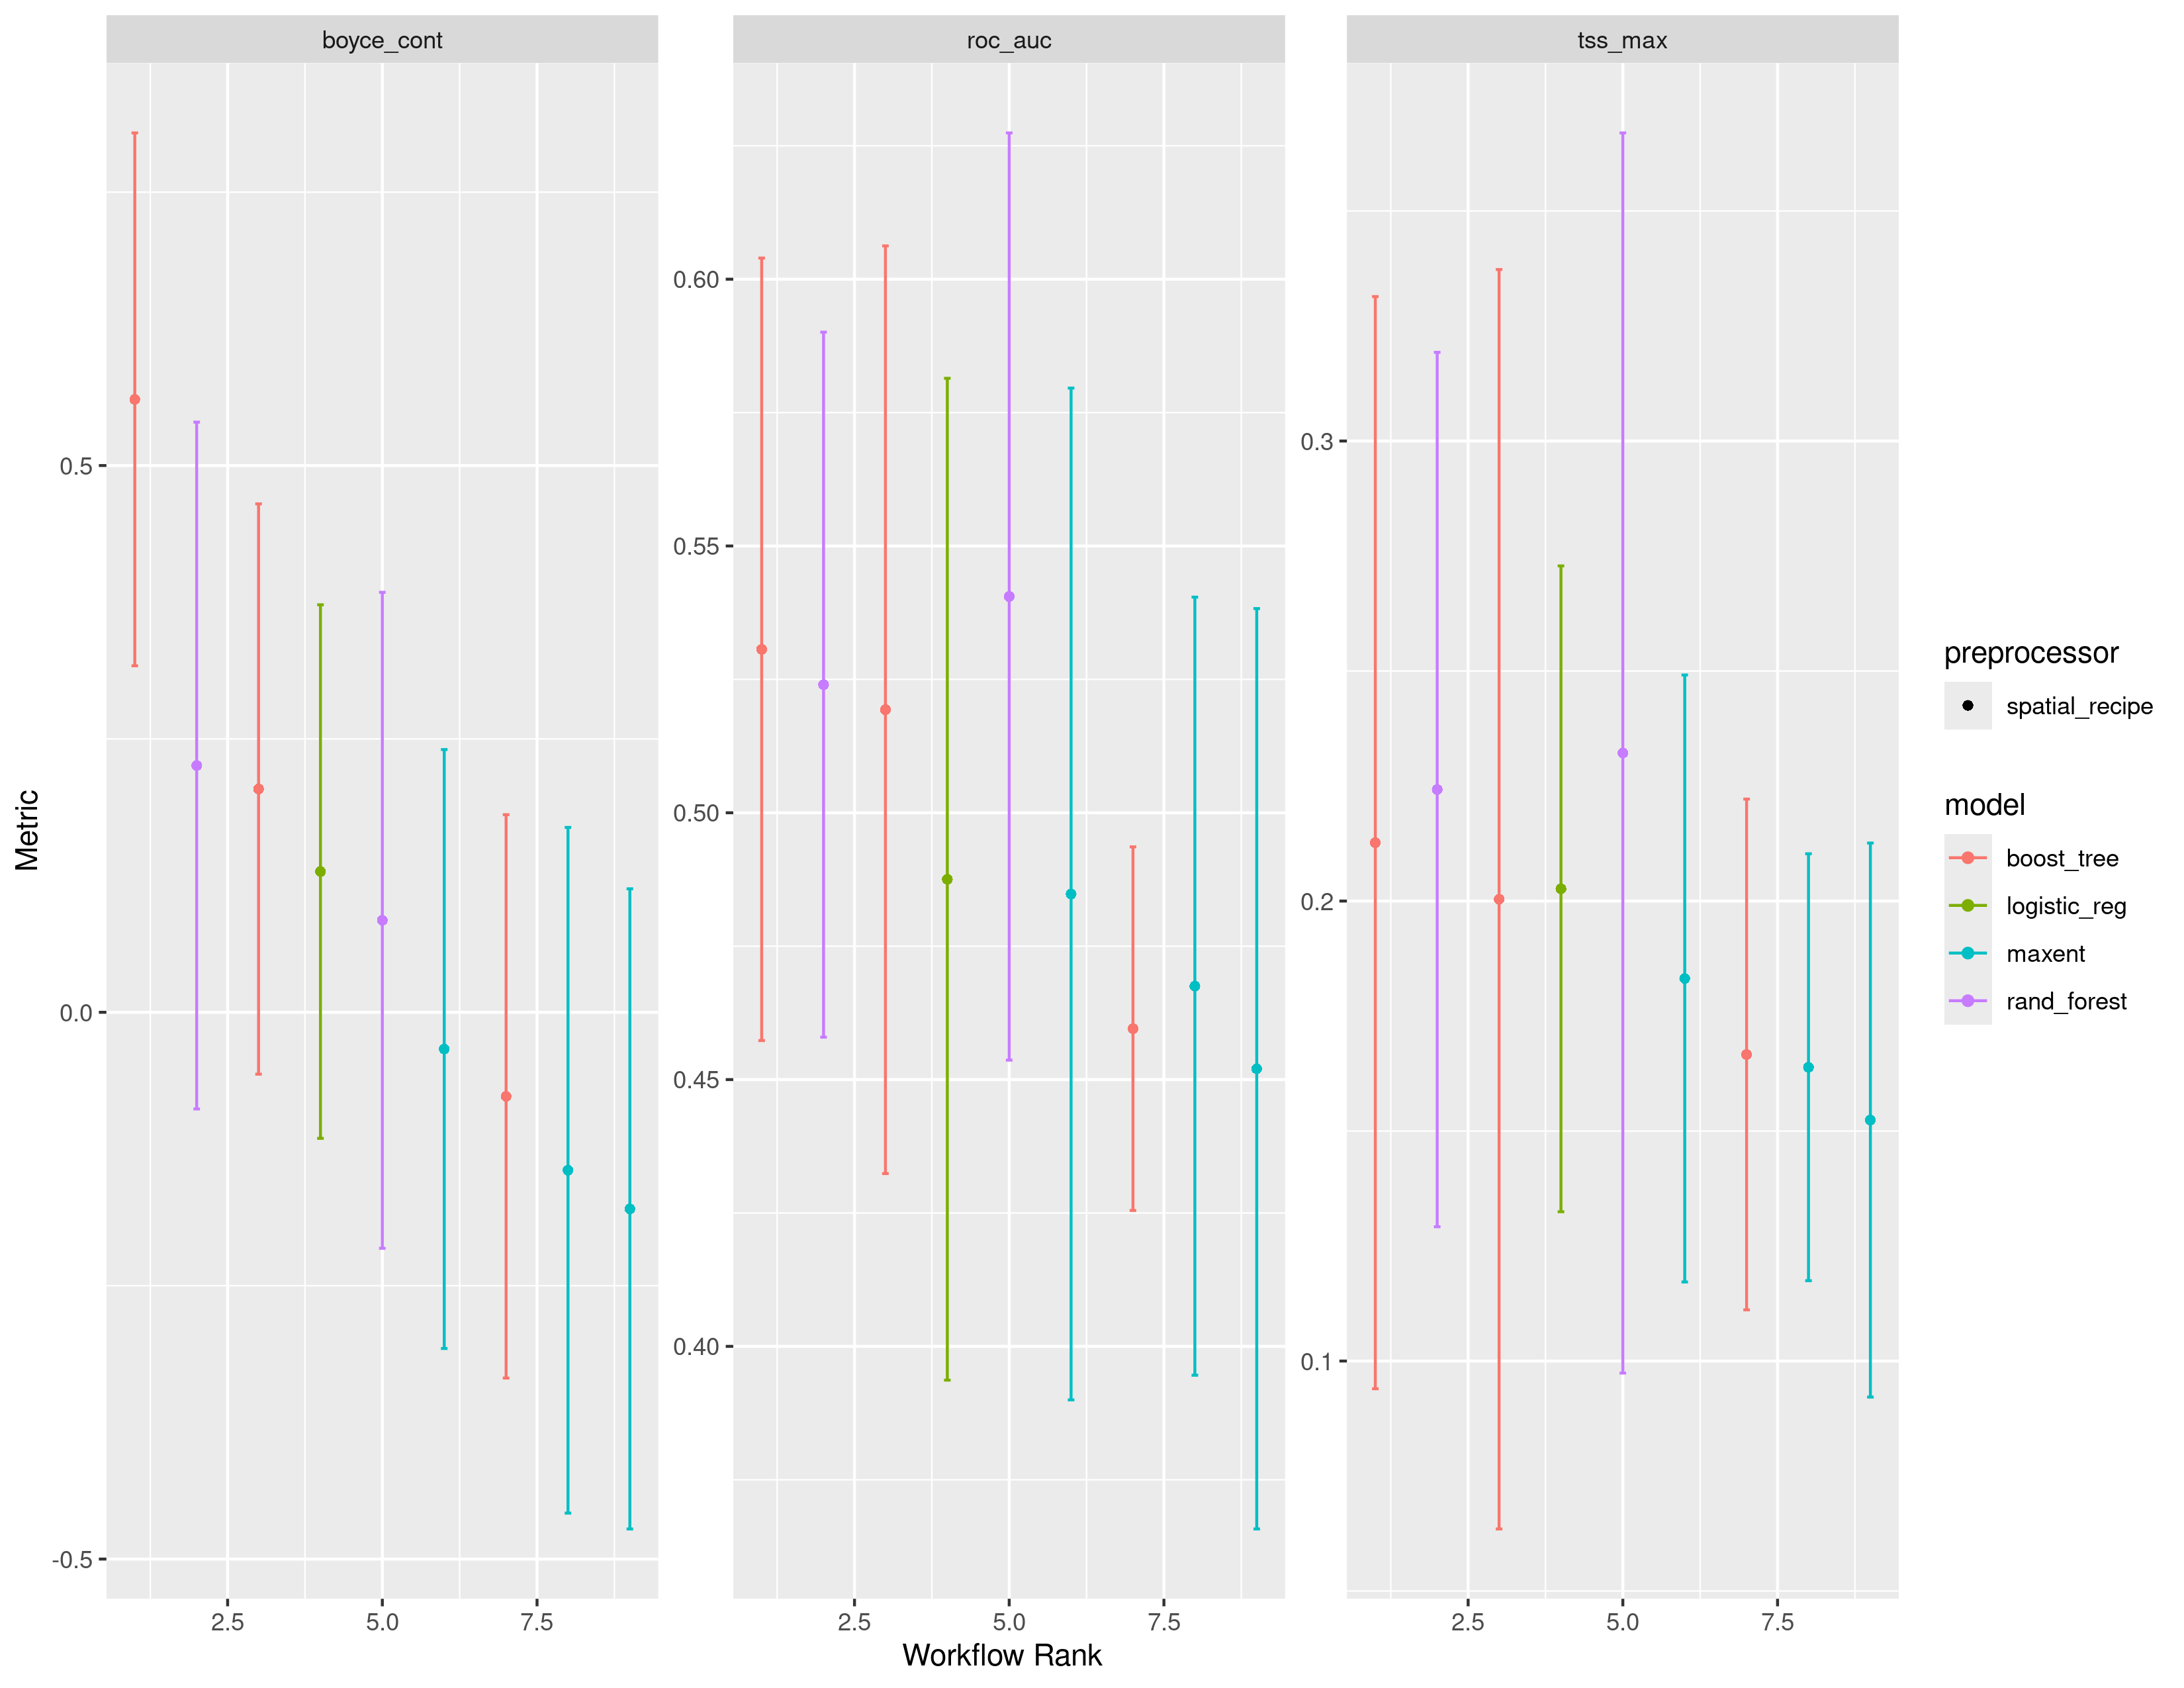 boyce_cont
roc_auc
tss_max
Metric
0.5
0.0
-0.5
0.60
0.55
0.50
0.45
0.40
0.3
0.2
0.1
2.5 5.0 7.5
2.5 5.0 7.5
2.5 5.0 7.5
Workflow Rank
preprocessor
spatial_recipe
model
boost_tree
logistic_reg
maxent
rand_forest